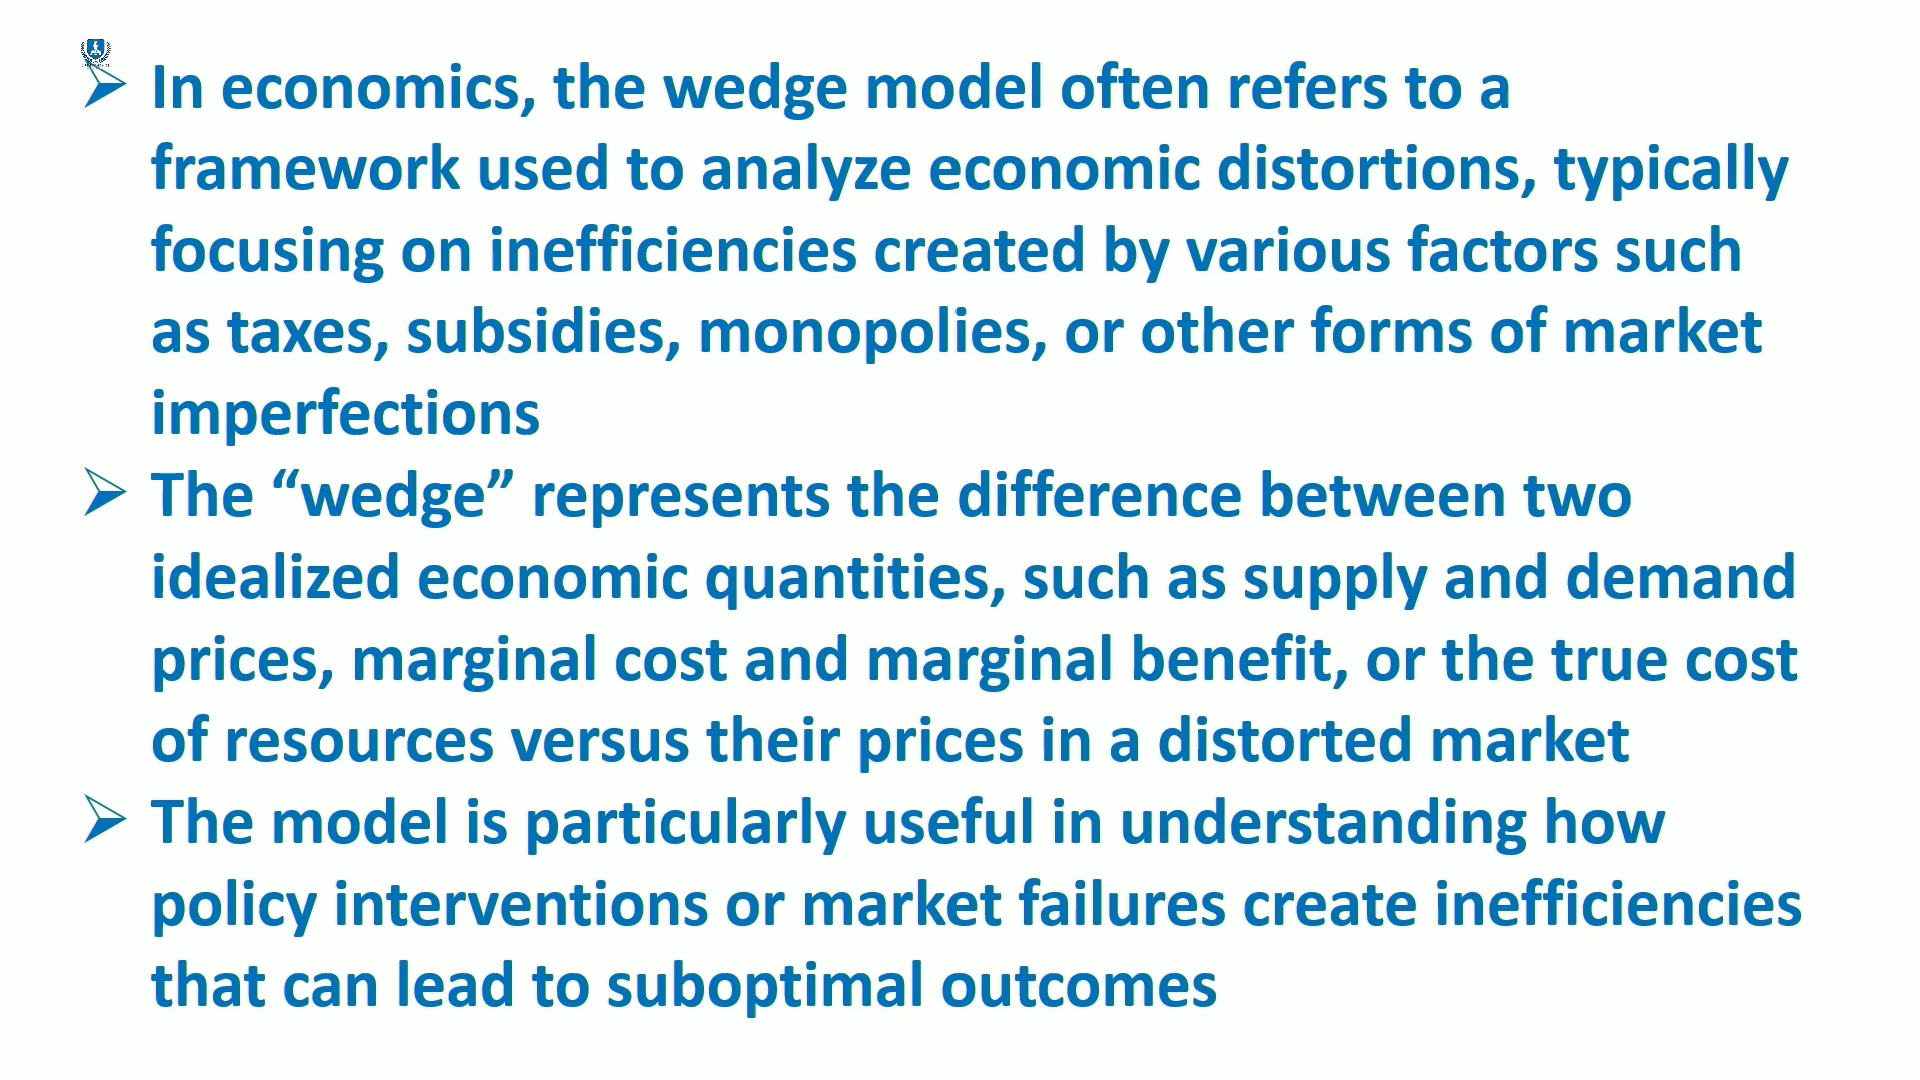 In economics, the wedge model often refers to a
framework used to analyze economic distortions, typically
focusing on inefficiencies created by various factors such
as taxes, subsidies, monopolies, or other forms of market
imperfections
The “wedge” represents the difference between two
idealized economic quantities, such as supply and demand
prices, marginal cost and marginal benefit, or the true cost
of resources versus their prices in a distorted market
The model is particularly useful in understanding how
policy interventions or market failures create inefficiencies
that can lead to suboptimal outcomes